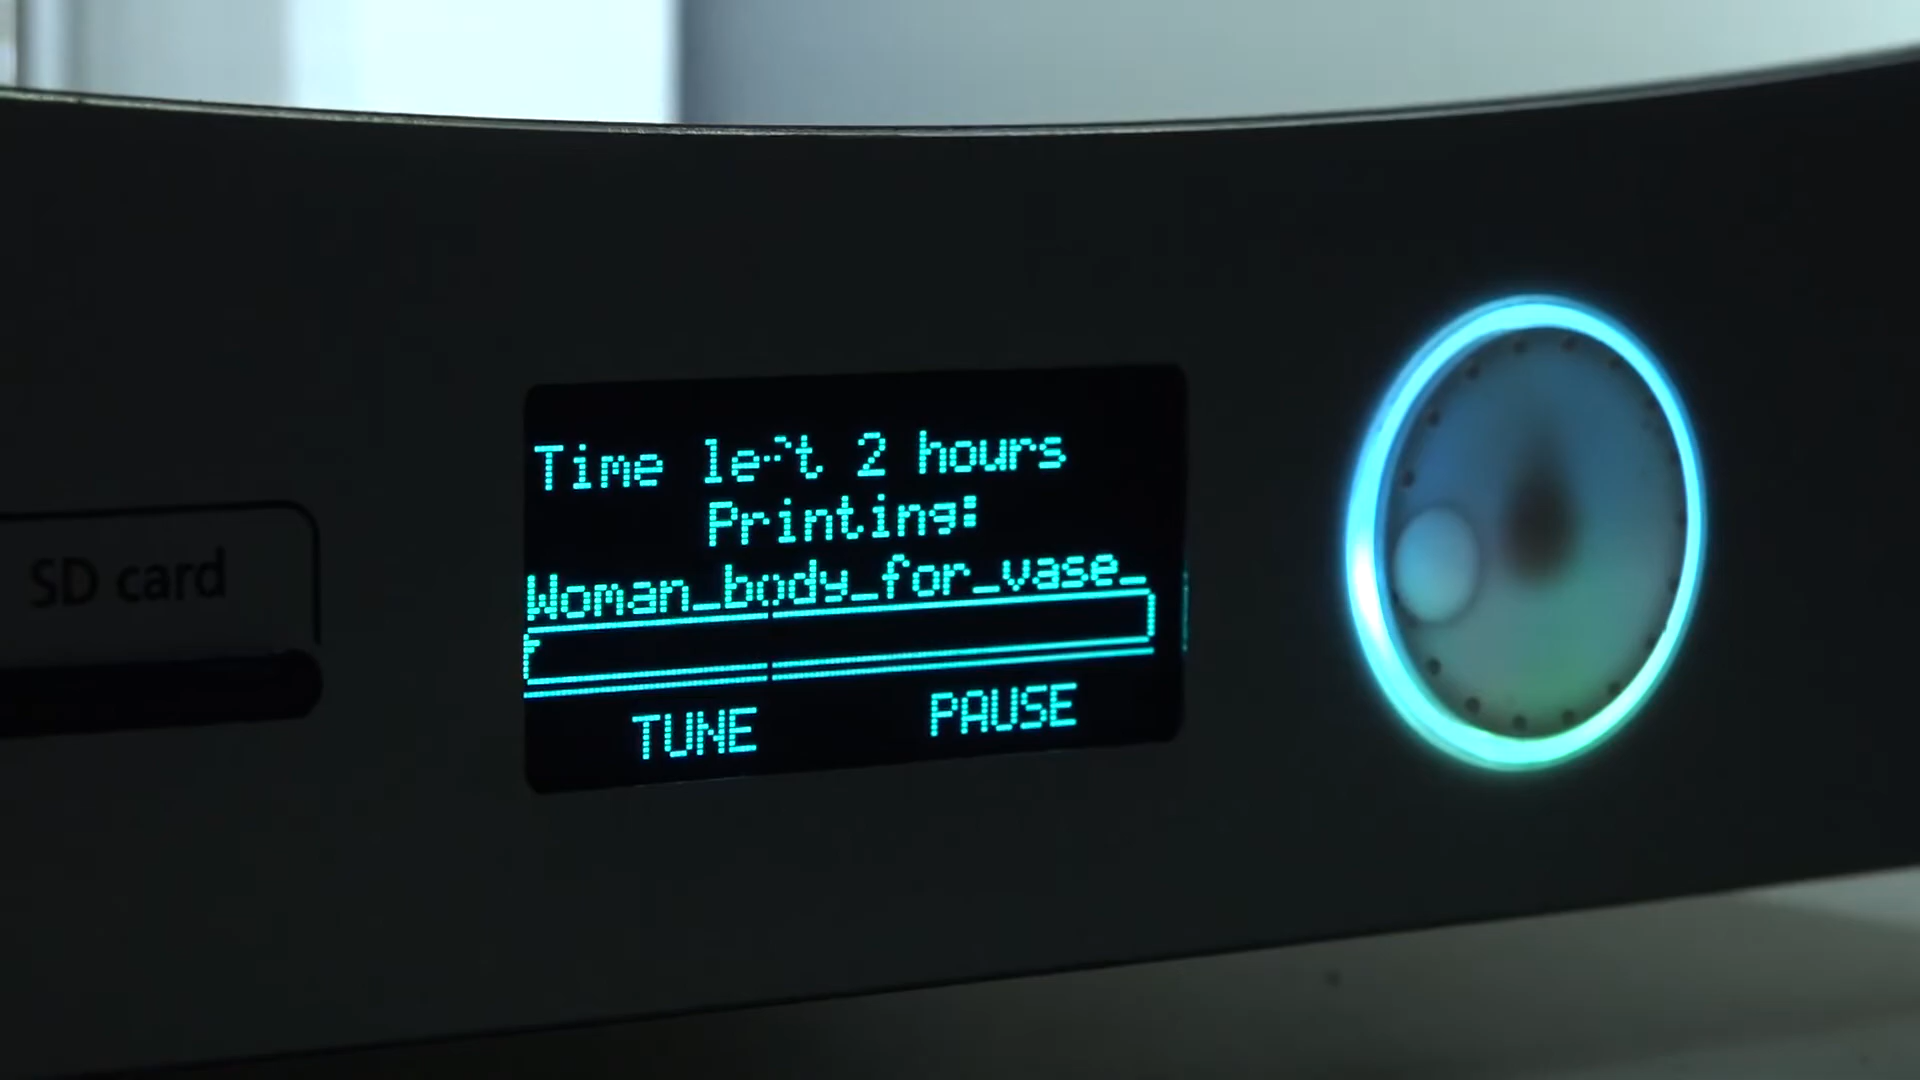 Time left 2 hours
Printing:
Woman_body_for_vase_
TUNE PAUSE
SD card